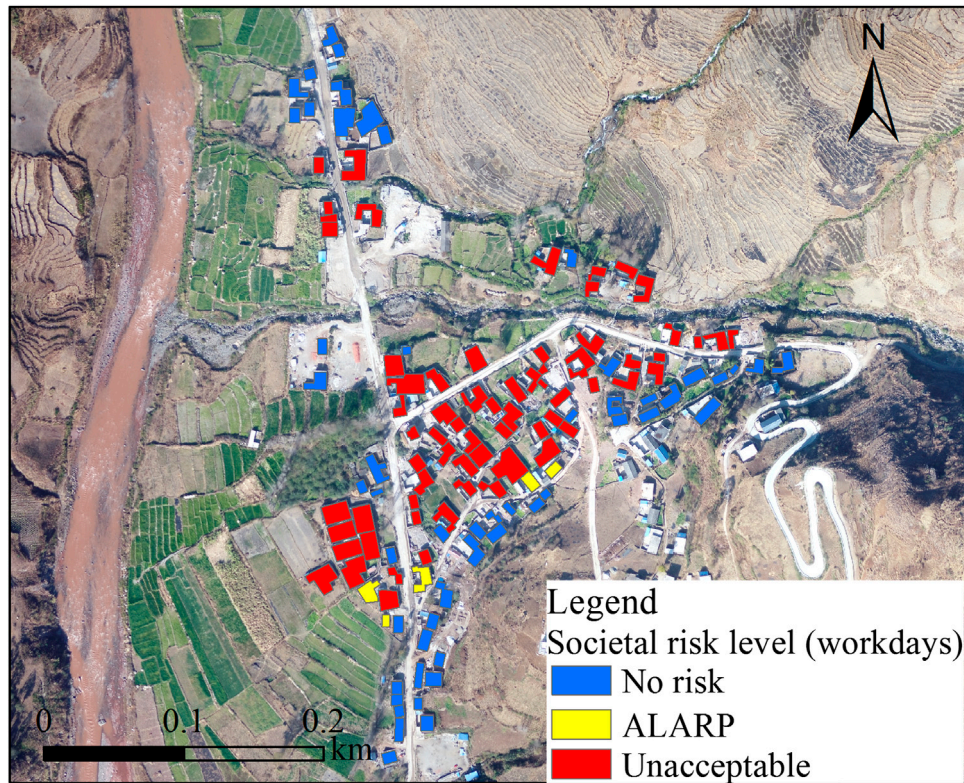 N
Legend
Societal risk level (workdays)
No risk
ALARP
Unacceptable
0 0.1 0.2
km